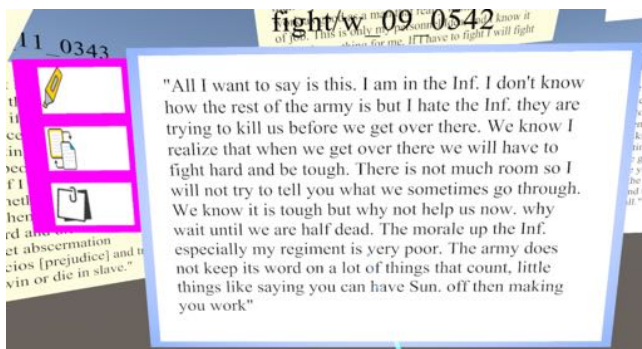 fight/w_09_0542
11_0343
"All I want to say is this. I am in the Inf. I don't know
how the rest of the army is but I hate the Inf. they are
trying to kill us before we get over there. We know I
realize that when we get over there we will have to
fight hard and be tough. There is not much room so I
will not try to tell you what we sometimes go through.
We know it is tough but why not help us now. why
wait until we are half dead. The morale up the Inf.
especially my regiment is yery poor. The army does
not keep its word on a lot of things that count, little
things like saying you can have Sun. off then making
you work"
of job. This is only my
know it
for me. If I have to fight I will fight
et abscermation
cios [prejudice] and
vin or die in slave."